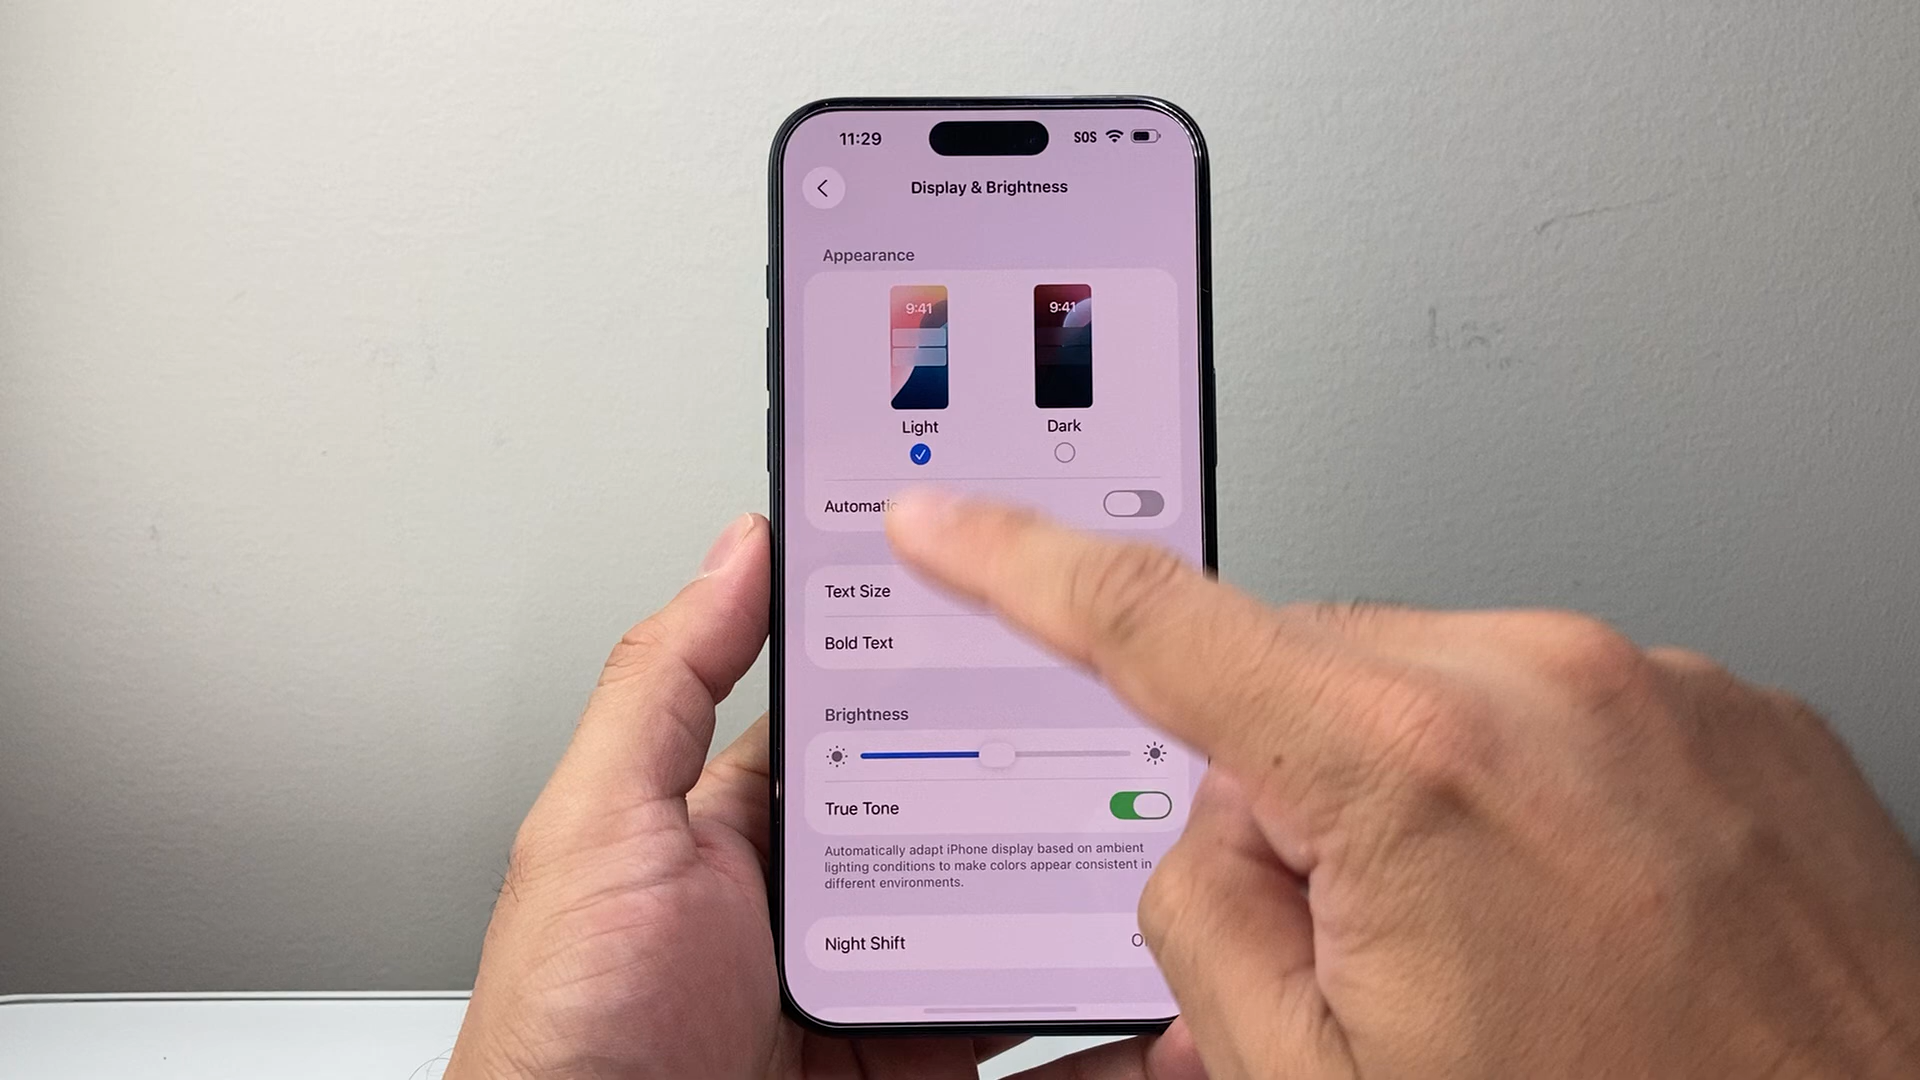 11:29
SOS
Display & Brightness
Appearance
9:41
9:41
Light
Dark
Automatic
Text Size
Bold Text
Brightness
True Tone
Automatically adapt iPhone display based on ambient
lighting conditions to make colors appear consistent in
different environments.
Night Shift